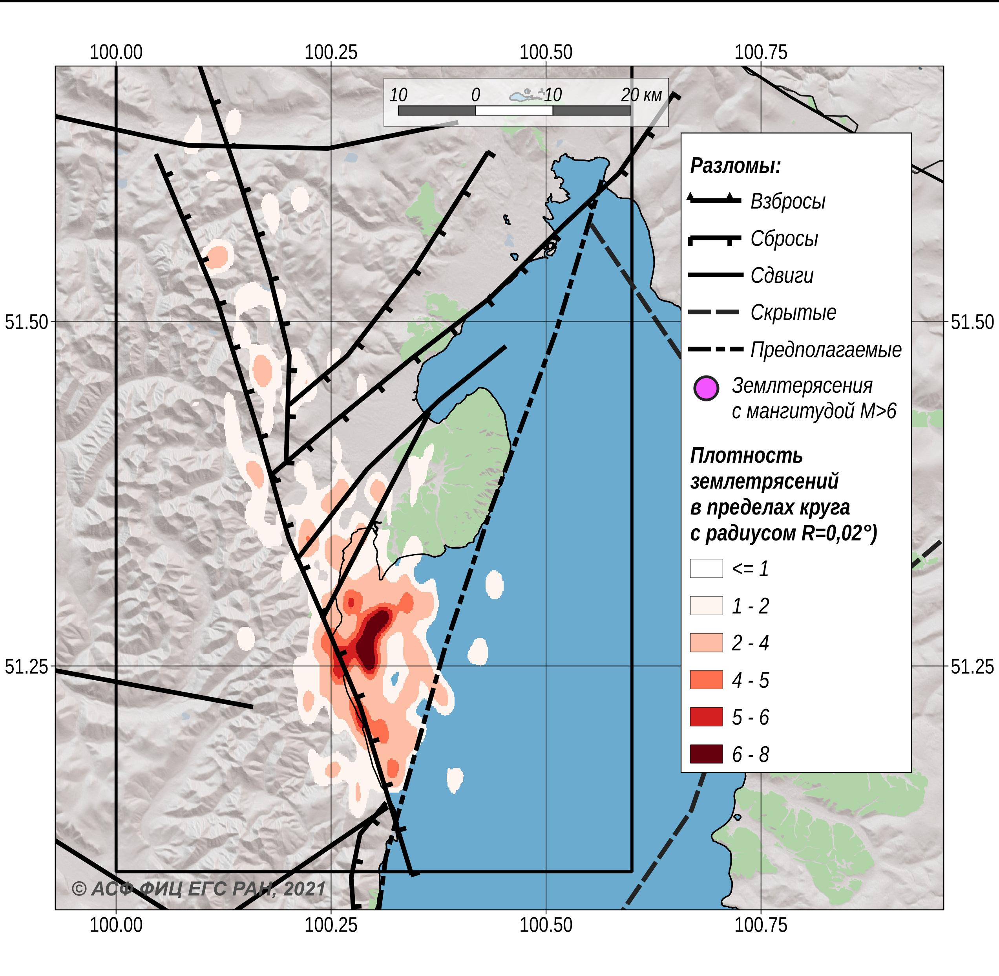 100.00 100.25 100.50 100.75
10 0 10 20 км
51.50 51.50
51.25 51.25
Разломы:
Взбросы
Сбросы
Сдвиги
Скрытые
Предполагаемые
Землтерясения
с мангитудой M>6
Плотность
землетрясений
в пределах круга
с радиусом R=0,02°)
<= 1
1 - 2
2 - 4
4 - 5
5 - 6
6 - 8
© АСФ ФИЦ ЕГС РАН, 2021
100.00 100.25 100.50 100.75